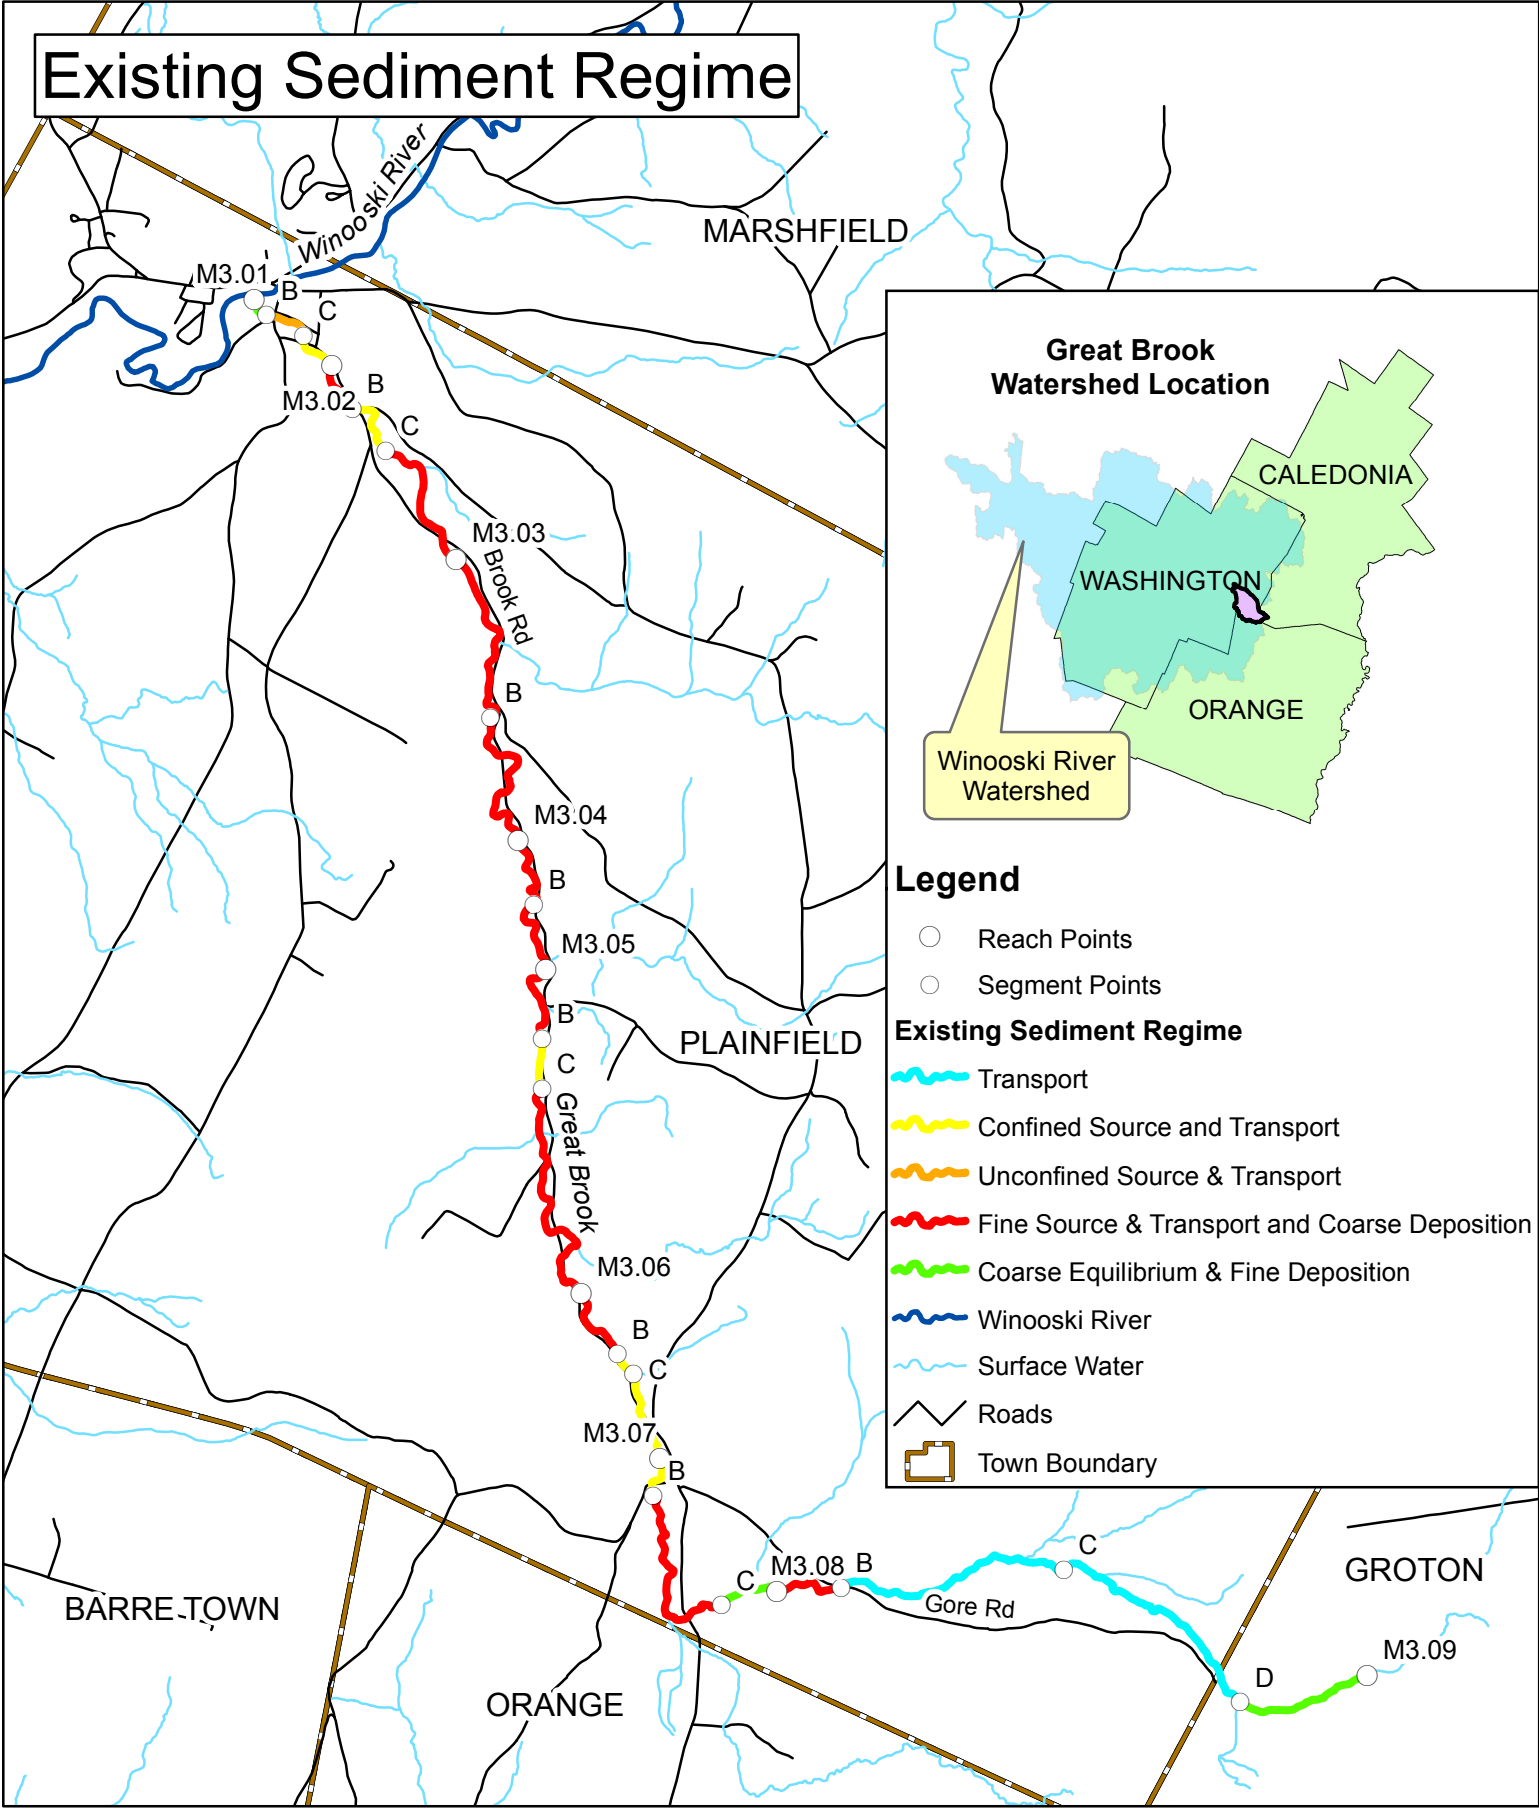 Existing Sediment Regime
Winooski River
MARSHFIELD
M3.01
B
C
M3.02
B
C
M3.03
Brook Rd
B
M3.04
B
M3.05
B
C
PLAINFIELD
Great Brook
M3.06
B
C
M3.07
B
C
M3.08
B
C
Gore Rd
GROTON
D
M3.09
BARRE TOWN
ORANGE
Great Brook
Watershed Location
CALEDONIA
WASHINGTON
ORANGE
Winooski River
Watershed
Legend
Reach Points
Segment Points
Existing Sediment Regime
Transport
Confined Source and Transport
Unconfined Source & Transport
Fine Source & Transport and Coarse Deposition
Coarse Equilibrium & Fine Deposition
Winooski River
Surface Water
Roads
Town Boundary